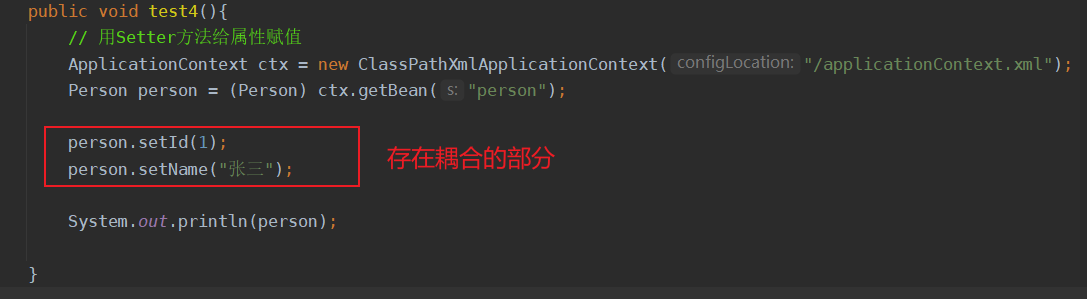 public void test4(){
// 用Setter方法给属性赋值
ApplicationContext ctx = new ClassPathXmlApplicationContext( configLocation: "/applicationContext.xml");
Person person = (Person) ctx.getBean( s: "person");
person.setId(1);
person.setName("张三");
存在耦合的部分
System.out.println(person);
}